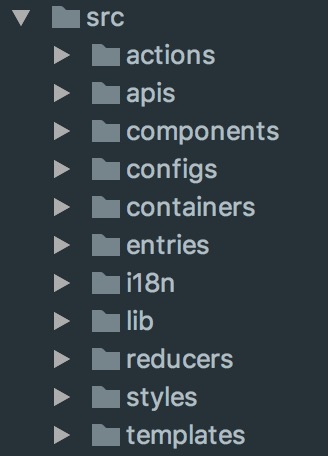 src
actions
apis
components
configs
containers
entries
i18n
lib
reducers
styles
templates